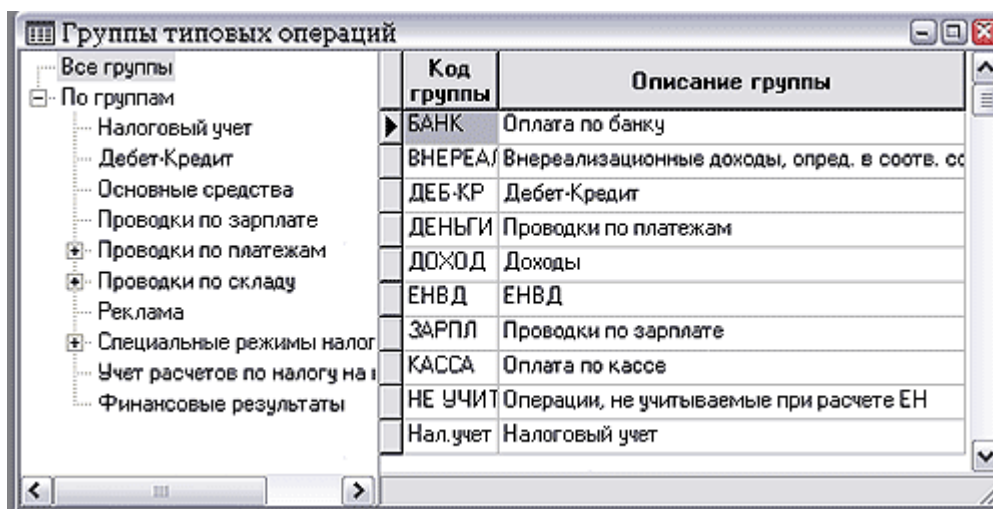 Группы типовых операций
Все группы
По группам
Налоговый учет
Дебет-Кредит
Основные средства
Проводки по зарплате
Проводки по платежам
Проводки по складу
Реклама
Специальные режимы налог
Учет расчетов по налогу на
Финансовые результаты
Код группы Описание группы
БАНК Оплата по банку
ВНЕРЕАЛ Внереализационные доходы, опред. в соотв. со
ДЕБ-КР Дебет-Кредит
ДЕНЬГИ Проводки по платежам
ДОХОД Доходы
ЕНВД ЕНВД
ЗАРПЛ Проводки по зарплате
КАССА Оплата по кассе
НЕ УЧИТ Операции, не учитываемые при расчете ЕН
Нал.учет Налоговый учет